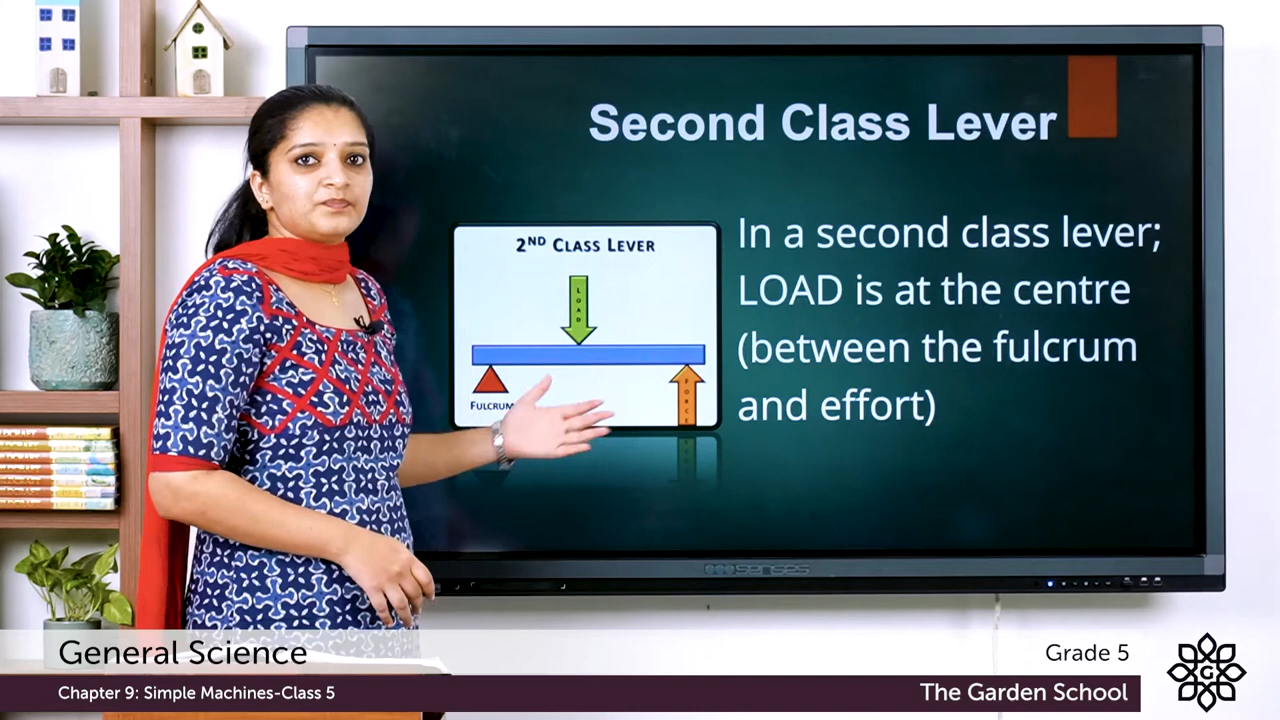 Second Class Lever
2ND CLASS LEVER
LOAD
FULCRUM
FORCE
In a second class lever;
LOAD is at the centre
(between the fulcrum
and effort)
General Science
Grade 5
Chapter 9: Simple Machines-Class 5
The Garden School
G